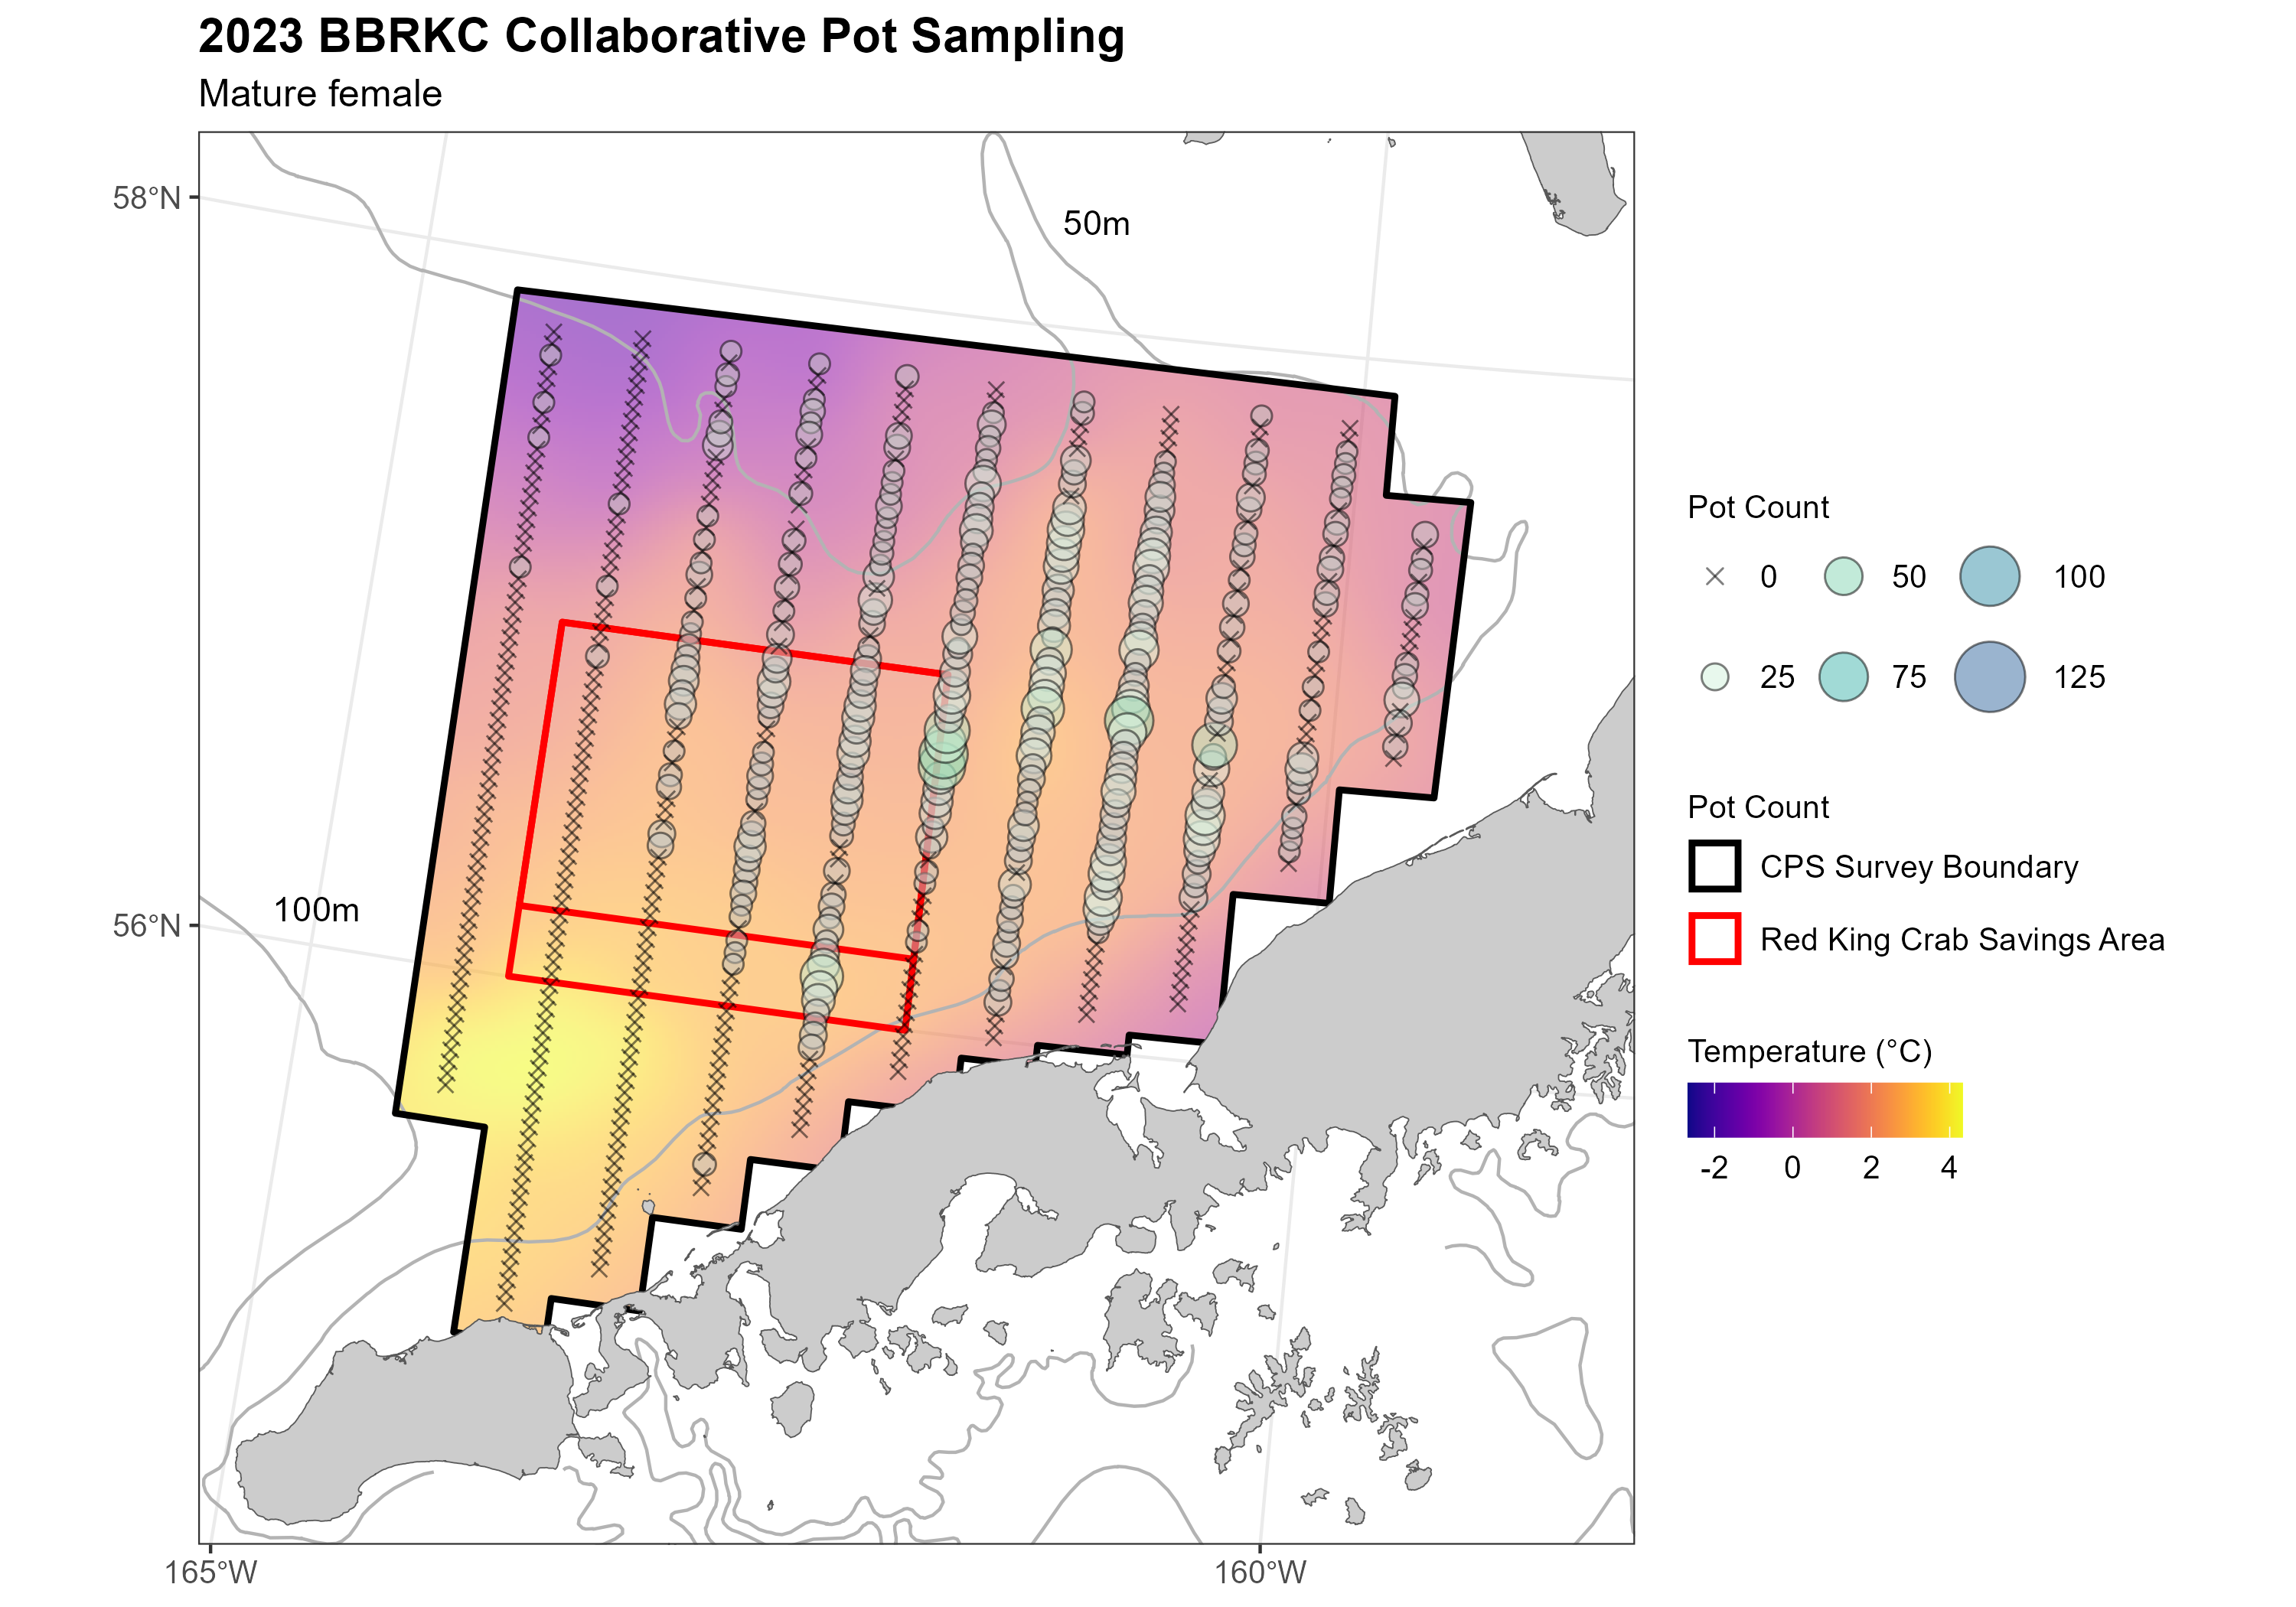 2023 BBRKC Collaborative Pot Sampling
Mature female
58°N
56°N
50m
100m
165°W
160°W
Pot Count
0 50 100
25 75 125
Pot Count
CPS Survey Boundary
Red King Crab Savings Area
Temperature (°C)
-2 0 2 4